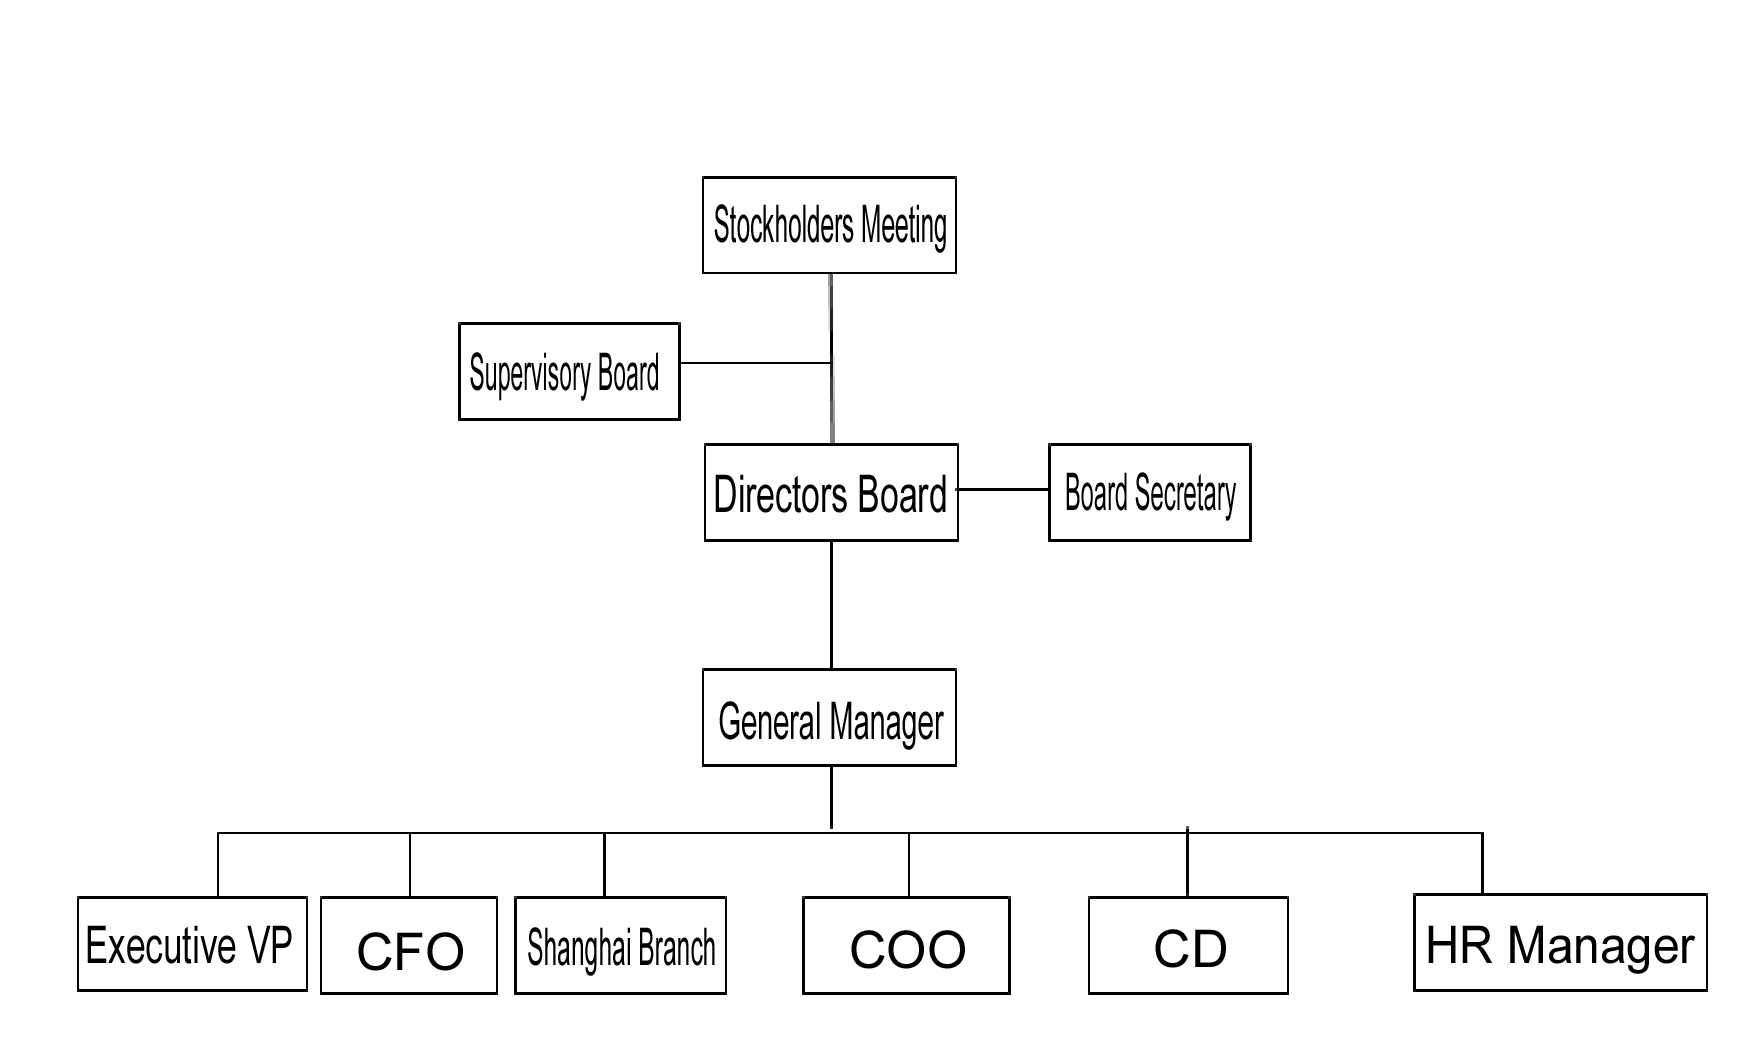 Stockholders Meeting
Supervisory Board
Directors Board
Board Secretary
General Manager
Executive VP
CFO
Shanghai Branch
COO
CD
HR Manager